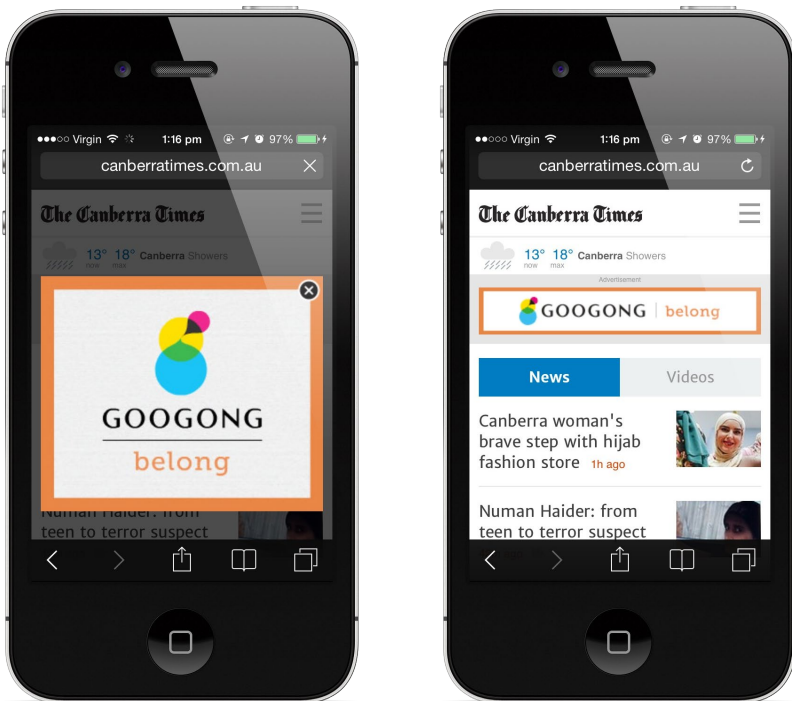 Virgin 1:16 pm 97%
canberratimes.com.au
The Canberra Times
13° 18° Canberra Showers
now max
GOOGONG
belong
Numan Haider: from
teen to terror suspect
Virgin 1:16 pm 97%
canberratimes.com.au
The Canberra Times
13° 18° Canberra Showers
now max
Advertisement
GOOGONG belong
News Videos
Canberra woman's
brave step with hijab
fashion store 1h ago
Numan Haider: from
teen to terror suspect